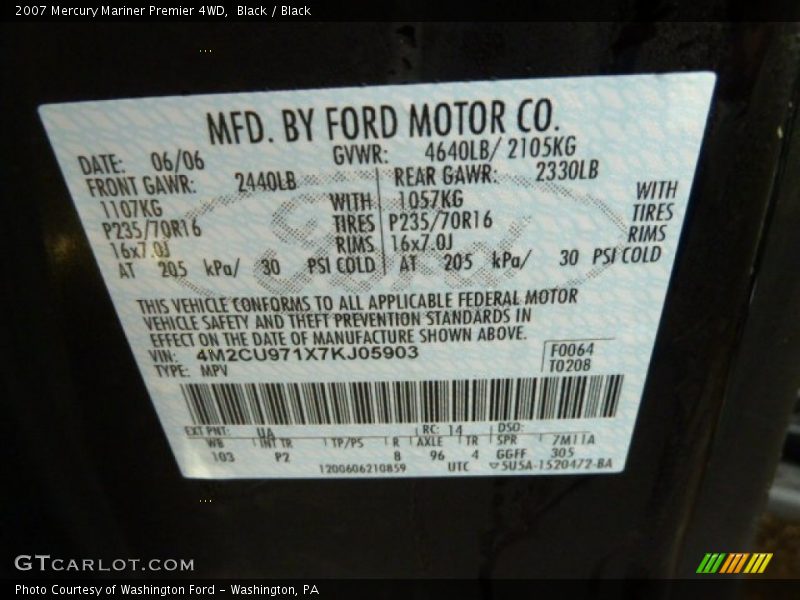 2007 Mercury Mariner Premier 4WD, Black / Black
MFD. BY FORD MOTOR CO.
DATE: 06/06 GVWR: 4640LB/ 2105KG
FRONT GAWR: 2440LB REAR GAWR: 2330LB
1107KG WITH 1057KG WITH
P235/70R16 TIRES P235/70R16 TIRES
16x7.0J RIMS 16x7.0J RIMS
AT 205 kPa/ 30 PSI COLD AT 205 kPa/ 30 PSI COLD
THIS VEHICLE CONFORMS TO ALL APPLICABLE FEDERAL MOTOR
VEHICLE SAFETY AND THEFT PREVENTION STANDARDS IN
EFFECT ON THE DATE OF MANUFACTURE SHOWN ABOVE.
VIN: 4M2CU971X7KJ05903 F0064
TYPE: MPV T0208
EXT PNT: UA RC: 14 DSO:
WB INT TR TP/PS R AXLE TR SPR 7M11A
103 P2 8 96 4 GGFF 305
1200606210859 UTC ▽5U5A-1520472-BA
Ford
GTCARLOT.COM
Photo Courtesy of Washington Ford - Washington, PA